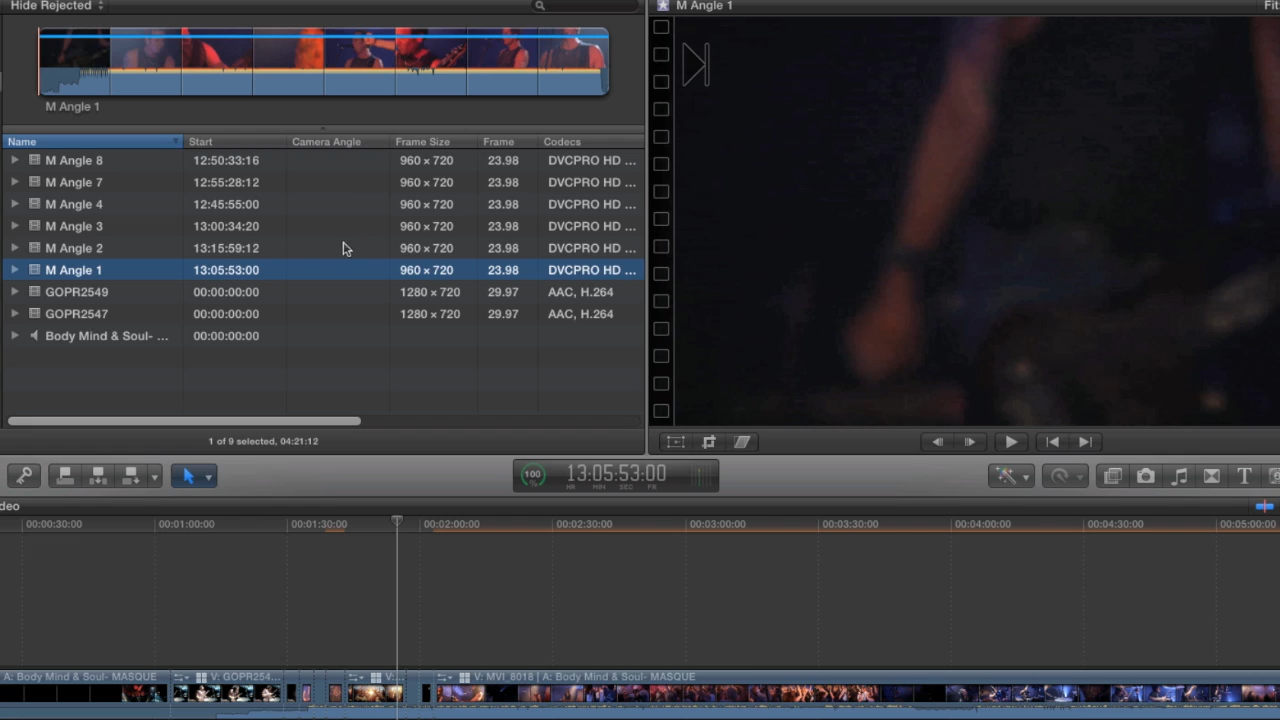 Hide Rejected
M Angle 1
Fit
M Angle 1
Name Start Camera Angle Frame Size Frame Codecs
M Angle 8 12:50:33:16 960 × 720 23.98 DVCPRO HD ...
M Angle 7 12:55:28:12 960 × 720 23.98 DVCPRO HD ...
M Angle 4 12:45:55:00 960 × 720 23.98 DVCPRO HD ...
M Angle 3 13:00:34:20 960 × 720 23.98 DVCPRO HD ...
M Angle 2 13:15:59:12 960 × 720 23.98 DVCPRO HD ...
M Angle 1 13:05:53:00 960 × 720 23.98 DVCPRO HD ...
GOPR2549 00:00:00:00 1280 × 720 29.97 AAC, H.264
GOPR2547 00:00:00:00 1280 × 720 29.97 AAC, H.264
Body Mind & Soul- ... 00:00:00:00
1 of 9 selected, 04:21:12
100 % 13:05:53:00
HR MIN SEC FR
T
deo
00:00:30:00 00:01:00:00 00:01:30:00 00:02:00:00 00:02:30:00 00:03:00:00 00:03:30:00 00:04:00:00 00:04:30:00 00:05:00:00
A: Body Mind & Soul- MASQUE V: GOPR254... V:... V: MVI_8018 | A: Body Mind & Soul- MASQUE